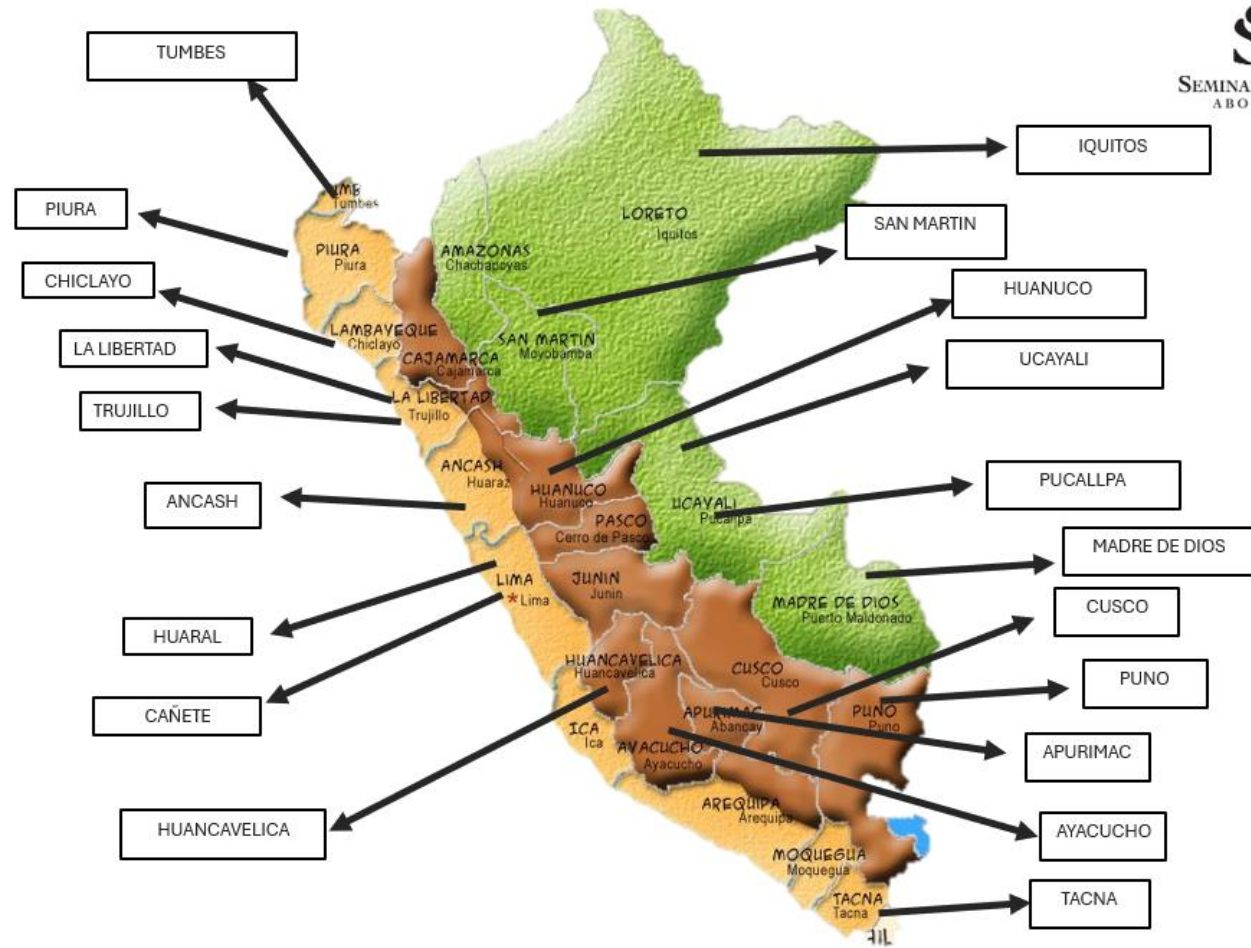 TUMBES
SEMINA
ABO
IQUITOS
PIURA
Tumbes
LORETO
Iquitos
SAN MARTIN
PIURA
Piura
AMAZONAS
Chachapoyas
CHICLAYO
HUANUCO
LAMBAYEQUE
Chiclayo
SAN MARTIN
Moyobamba
LA LIBERTAD
CAJAMARCA
Cajamarca
UCAYALI
TRUJILLO
LA LIBERTAD
Trujillo
ANCASH
Huaraz
PUCALLPA
ANCASH
HUANUCO
Huanuco
UCAYALI
Pucallpa
PASCO
Cerro de Pasco
MADRE DE DIOS
LIMA
*Lima
JUNIN
Junin
MADRE DE DIOS
Puerto Maldonado
CUSCO
HUARAL
HUANCAVELICA
Huancavelica
CUSCO
Cusco
PUNO
CAÑETE
APURIMAC
Abancay
PUNO
Puno
ICA
Ica
AYACUCHO
Ayacucho
APURIMAC
AREQUIPA
Arequipa
HUANCAVELICA
AYACUCHO
MOQUEGUA
Moquegua
TACNA
Tacna
TACNA